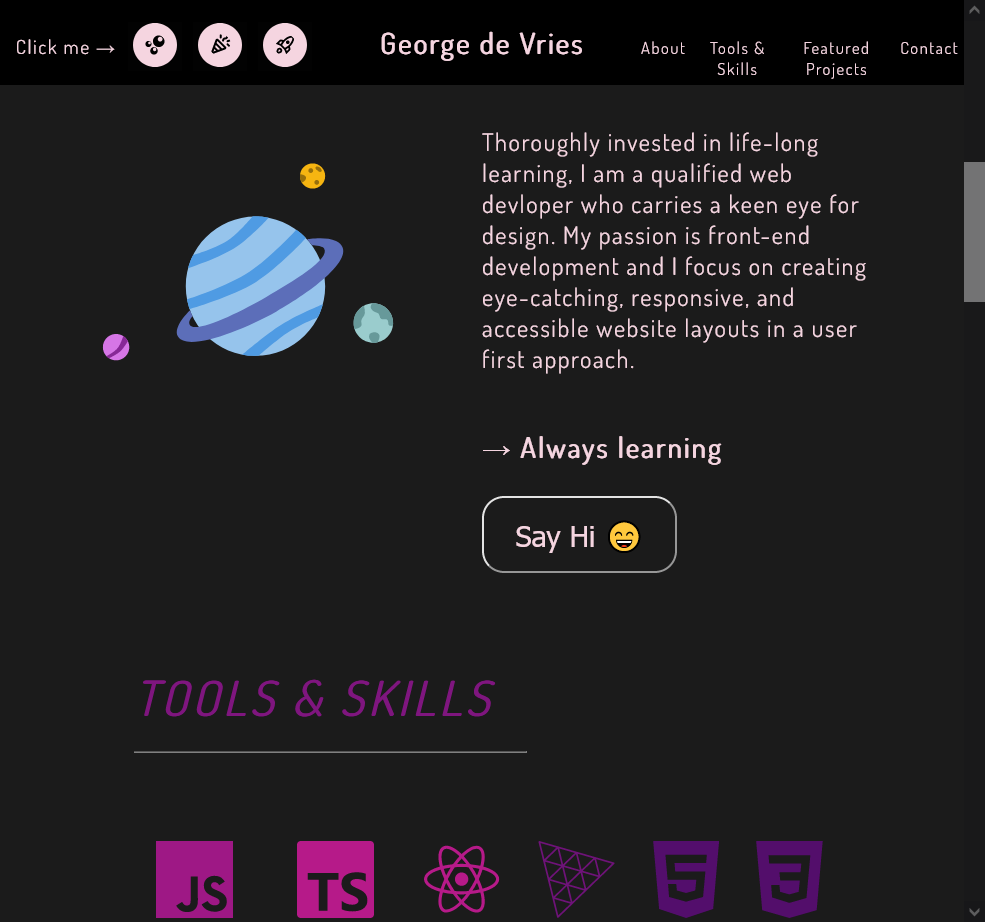 Click me →
George de Vries
About
Tools &
Skills
Featured
Projects
Contact
Thoroughly invested in life-long
learning, I am a qualified web
devloper who carries a keen eye for
design. My passion is front-end
development and I focus on creating
eye-catching, responsive, and
accessible website layouts in a user
first approach.
→ Always learning
Say Hi 😄
TOOLS & SKILLS
JS
TS
5
3